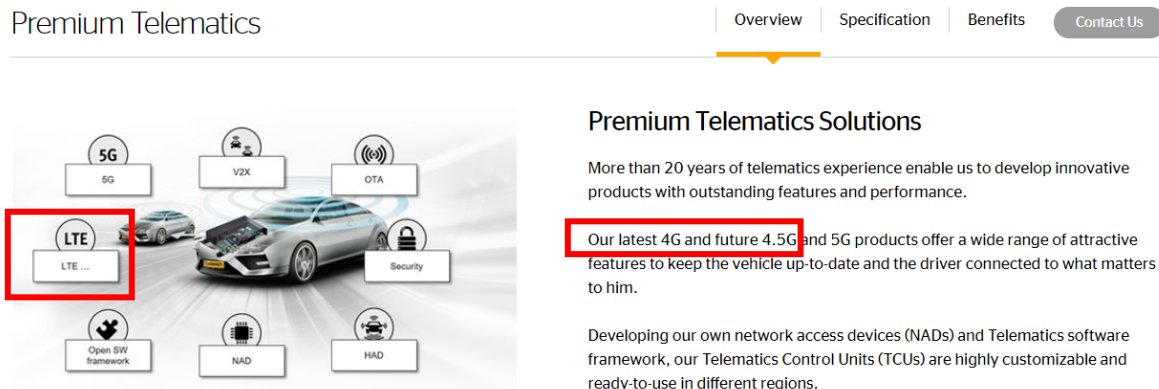 Premium Telematics
Overview
Specification
Benefits
Contact Us
5G
5G
V2X
OTA
LTE
LTE ...
Security
Open SW
framework
NAD
HAD
Premium Telematics Solutions
More than 20 years of telematics experience enable us to develop innovative
products with outstanding features and performance.
Our latest 4G and future 4.5G and 5G products offer a wide range of attractive
features to keep the vehicle up-to-date and the driver connected to what matters
to him.
Developing our own network access devices (NADs) and Telematics software
framework, our Telematics Control Units (TCUs) are highly customizable and
ready-to-use in different regions.